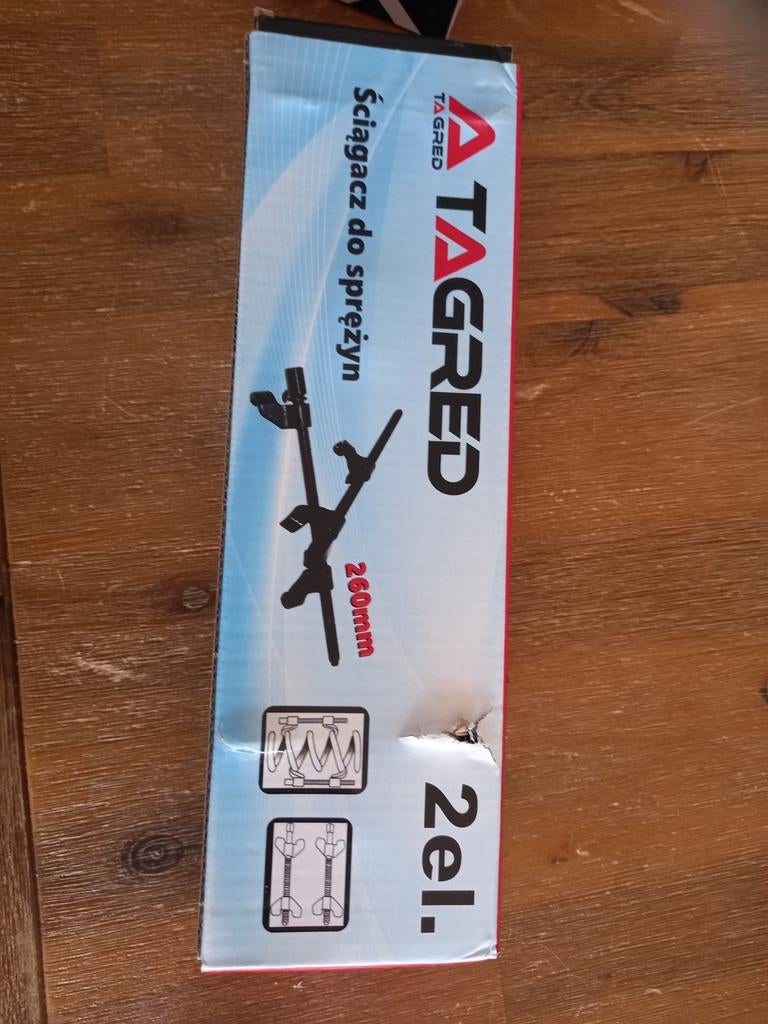 TAGRED
TAGRED
2el.
Ściągacz do sprężyn
260mm